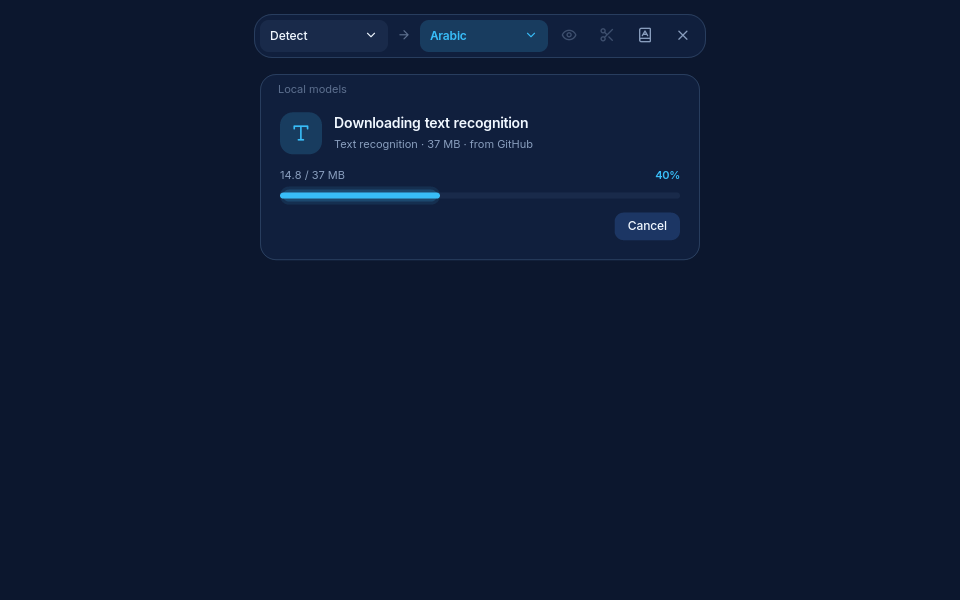 Detect
Arabic
Local models
Downloading text recognition
Text recognition · 37 MB · from GitHub
14.8 / 37 MB
40%
Cancel